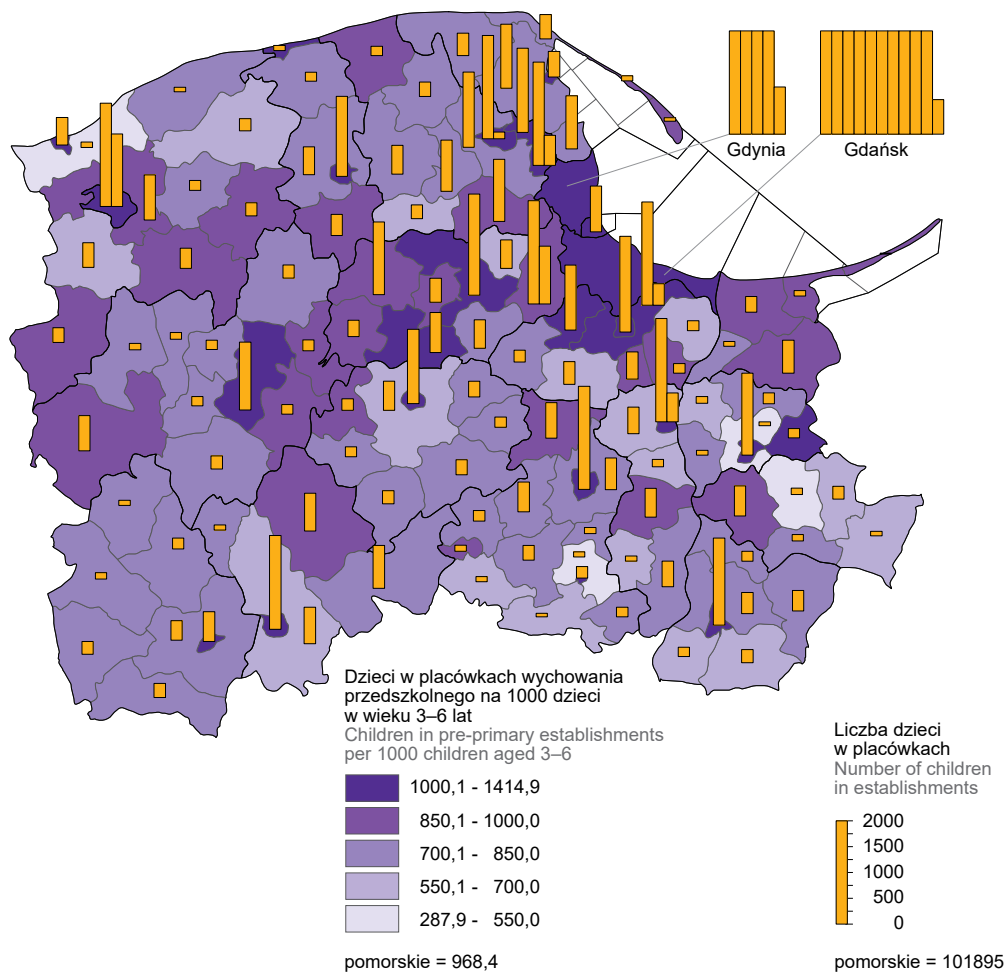 Gdynia
Gdańsk
Dzieci w placówkach wychowania
przedszkolnego na 1000 dzieci
w wieku 3–6 lat
Children in pre-primary establishments
per 1000 children aged 3–6
1000,1 - 1414,9
850,1 - 1000,0
700,1 - 850,0
550,1 - 700,0
287,9 - 550,0
pomorskie = 968,4
Liczba dzieci
w placówkach
Number of children
in establishments
2000
1500
1000
500
0
pomorskie = 101895